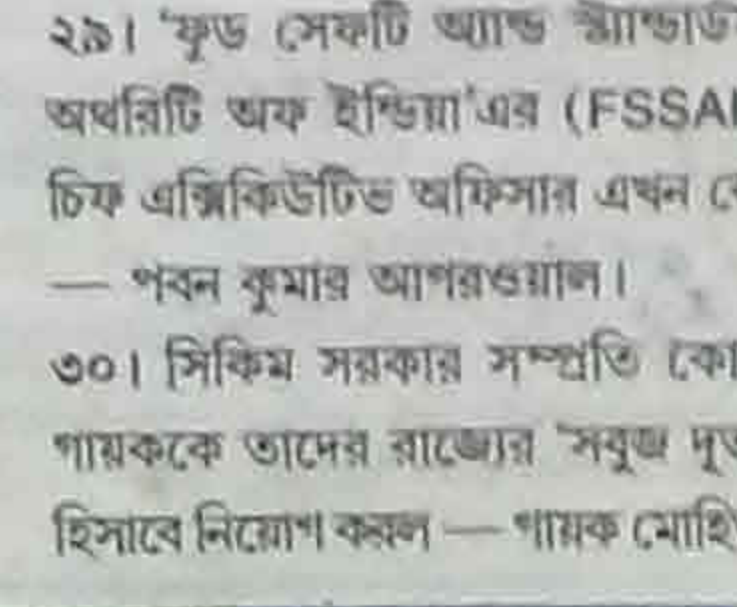 ২৯। 'ফুড সেফটি অ্যান্ড স্ট্যান্ডার্ড
অথরিটি অফ ইন্ডিয়া'এর (FSSAI
চিফ এক্সিকিউটিভ অফিসার এখন
— পবন কুমার আগরওয়াল।
৩০। সিকিম সরকার সম্প্রতি কো
গায়ককে তাদের রাজ্যের 'সবুজ দূত
হিসাবে নিয়োগ করল — গায়ক মোহি